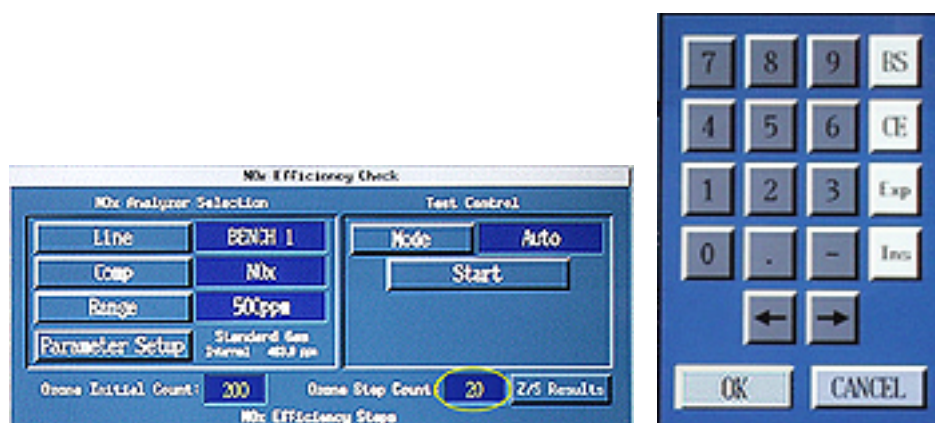 NOx Efficiency Check
NOx Analyzer Selection
Test Control
Line BENCH 1
Mode Auto
Comp NOx
Start
Range 500ppm
Parameter Setup
Standard Gas
Internal ppm
Ozone Initial Count: 200
Ozone Step Count: 20
Z/S Results
NOx Efficiency Steps
7 8 9 BS
4 5 6 CE
1 2 3 Exp
0 . - Ins
← →
OK CANCEL